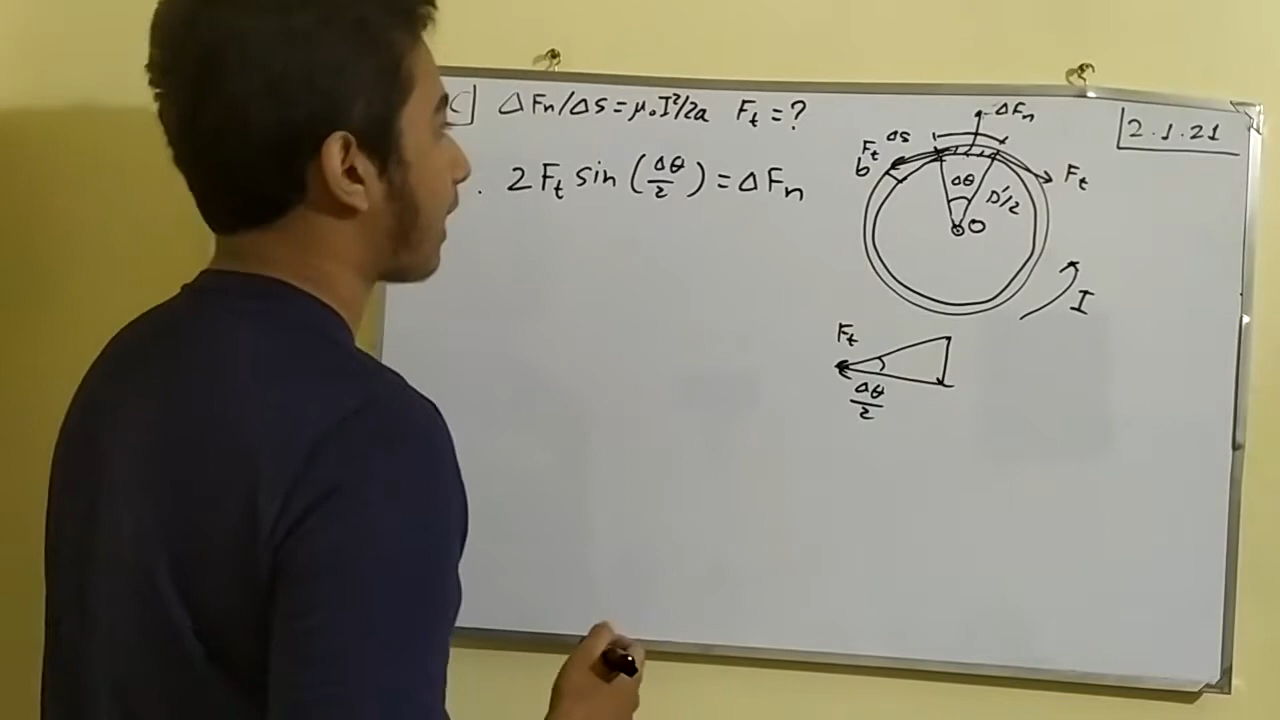 C] ΔFn/ΔS=μ₀I²/2a Ft=?
2.1.21
2Ft sin(Δθ/2)=ΔFn
ΔFn
ΔS
Ft
b
Ft
Δθ
D'/2
O
I
Ft
Δθ/2